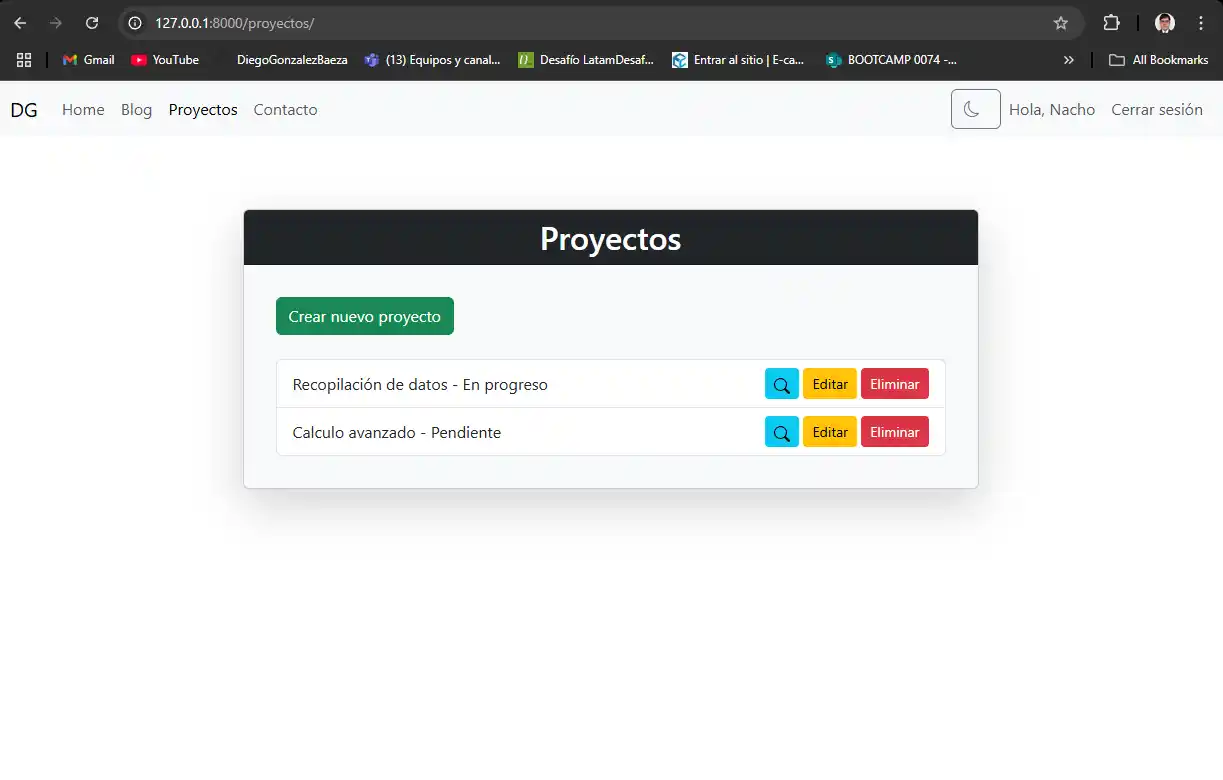 127.0.0.1:8000/proyectos/
Gmail YouTube DiegoGonzalezBaeza (13) Equipos y canal... Desafío LatamDesaf... Entrar al sitio | E-ca... BOOTCAMP 0074 -... » All Bookmarks
DG Home Blog Proyectos Contacto Hola, Nacho Cerrar sesión
Proyectos
Crear nuevo proyecto
Recopilación de datos - En progreso Editar Eliminar
Calculo avanzado - Pendiente Editar Eliminar